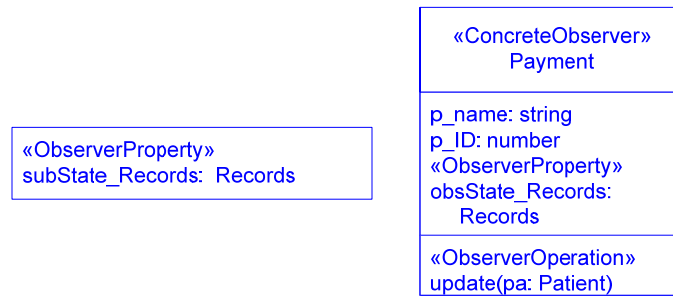 «ObserverProperty»
subState_Records:  Records
«ConcreteObserver»
Payment
p_name: string
p_ID: number
«ObserverProperty»
obsState_Records:
Records
«ObserverOperation»
update(pa: Patient)